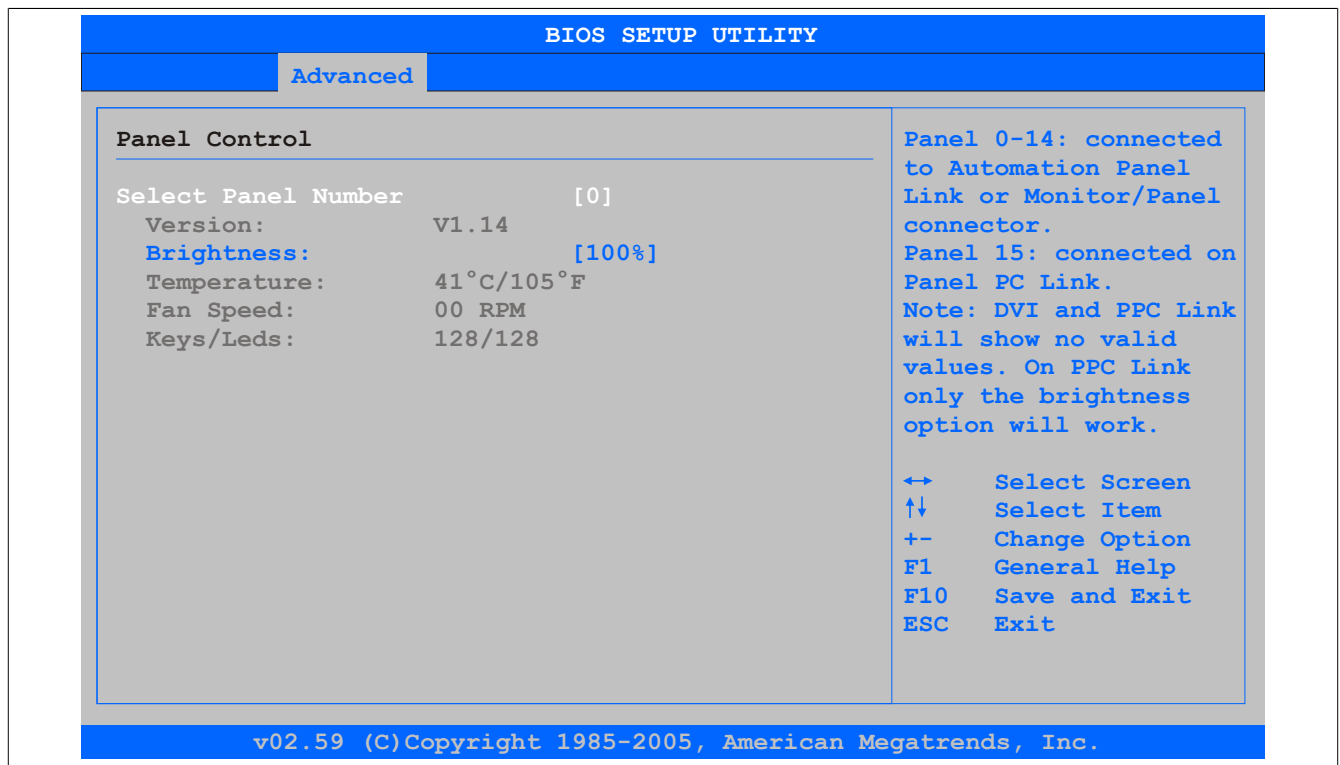 BIOS SETUP UTILITY
Advanced
Panel Control
Select Panel Number [0]
Version: V1.14
Brightness: [100%]
Temperature: 41°C/105°F
Fan Speed: 00 RPM
Keys/Leds: 128/128
Panel 0-14: connected
to Automation Panel
Link or Monitor/Panel
connector.
Panel 15: connected on
Panel PC Link.
Note: DVI and PPC Link
will show no valid
values. On PPC Link
only the brightness
option will work.
↔ Select Screen
↑↓ Select Item
+- Change Option
F1 General Help
F10 Save and Exit
ESC Exit
v02.59 (C)Copyright 1985-2005, American Megatrends, Inc.